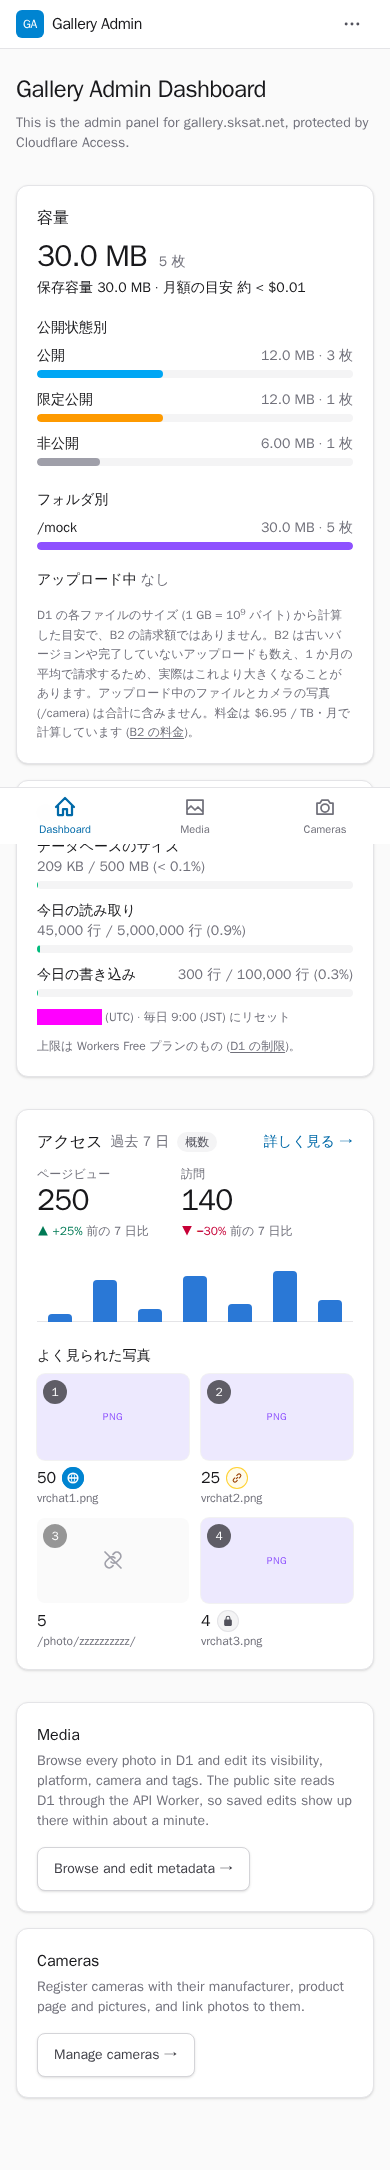 GA Gallery Admin
Gallery Admin Dashboard
This is the admin panel for gallery.sksat.net, protected by
Cloudflare Access.
容量
30.0 MB 5 枚
保存容量 30.0 MB · 月額の目安 約 < $0.01
公開状態別
公開 12.0 MB · 3 枚
限定公開 12.0 MB · 1 枚
非公開 6.00 MB · 1 枚
フォルダ別
/mock 30.0 MB · 5 枚
アップロード中 なし
D1 の各ファイルのサイズ (1 GB = 10⁹ バイト) から計算
した目安で、B2 の請求額ではありません。B2 は古いバ
ージョンや完了していないアップロードも数え、1 か月の
平均で請求するため、実際はこれより大きくなることが
あります。アップロード中のファイルとカメラの写真
(/camera) は合計に含みません。料金は $6.95 / TB・月で
計算しています (B2 の料金)。
Dashboard Media Cameras
データベースのサイズ
209 KB / 500 MB (< 0.1%)
今日の読み取り
45,000 行 / 5,000,000 行 (0.9%)
今日の書き込み 300 行 / 100,000 行 (0.3%)
(UTC) · 毎日 9:00 (JST) にリセット
上限は Workers Free プランのもの (D1 の制限)。
アクセス 過去 7 日 概数 詳しく見る →
ページビュー 訪問
250 140
▲ +25% 前の 7 日比 ▼ −30% 前の 7 日比
よく見られた写真
1 PNG 2 PNG
50 25
vrchat1.png vrchat2.png
3 4 PNG
5 4
/photo/zzzzzzzzzz/ vrchat3.png
Media
Browse every photo in D1 and edit its visibility,
platform, camera and tags. The public site reads
D1 through the API Worker, so saved edits show up
there within about a minute.
Browse and edit metadata →
Cameras
Register cameras with their manufacturer, product
page and pictures, and link photos to them.
Manage cameras →